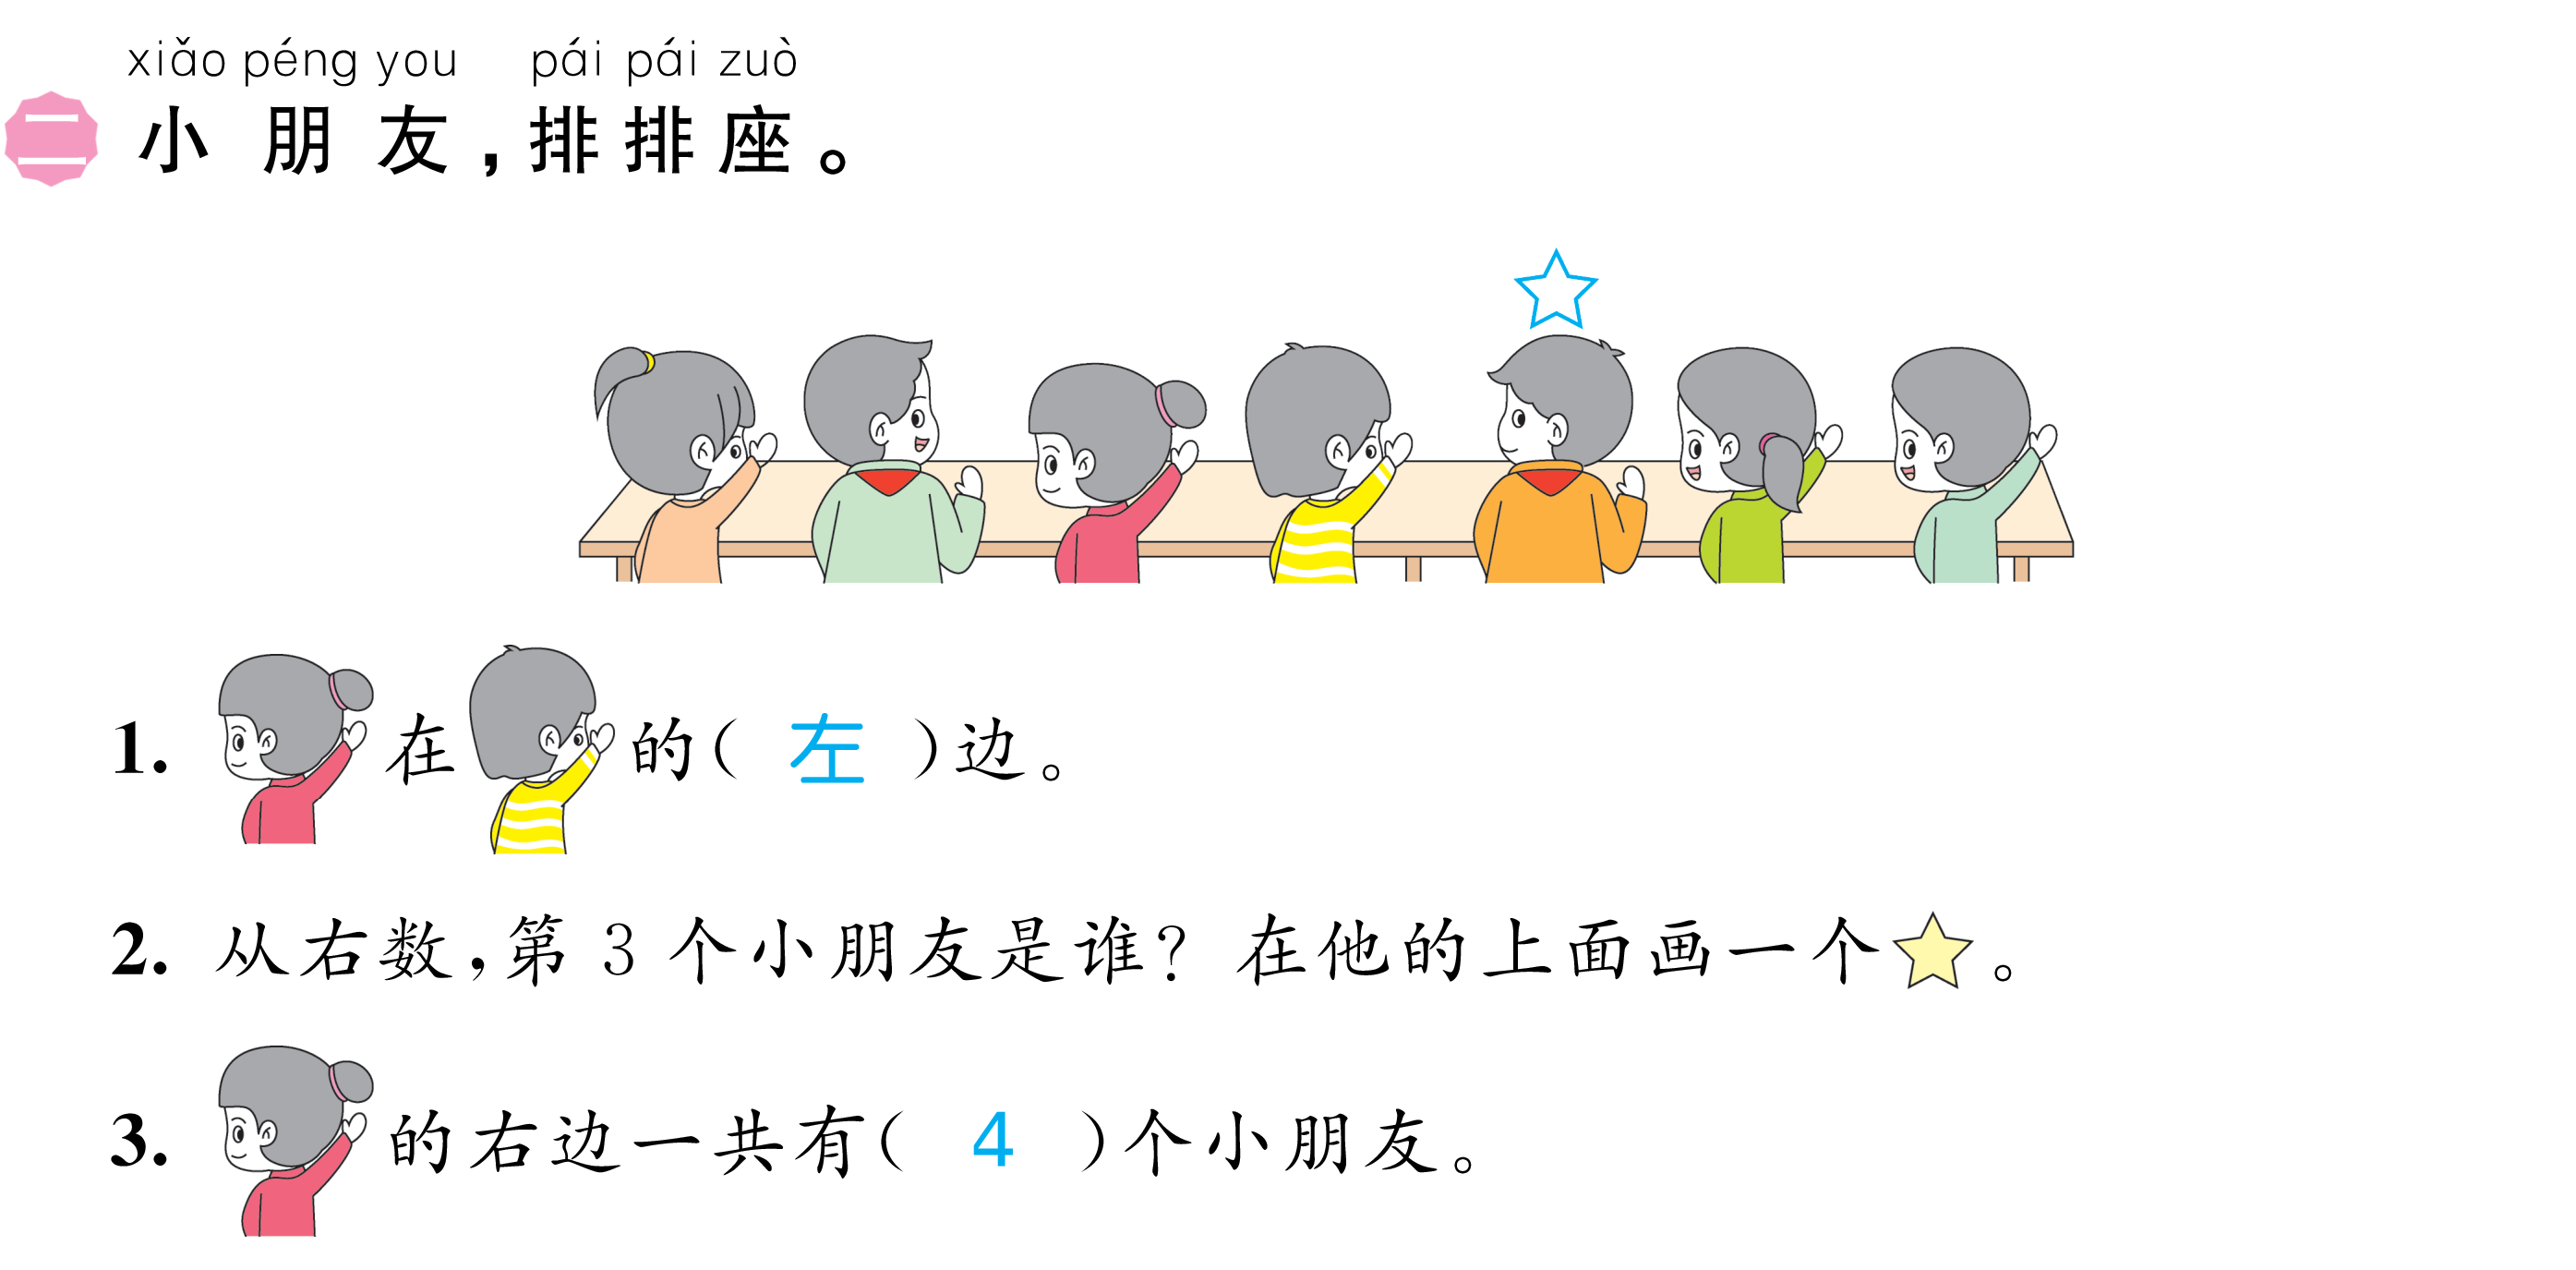 xiǎo péng you pái pái zuò
二 小朋友，排排座。
1. 在 的（ 左 ）边。
2. 从右数，第 3 个小朋友是谁？在他的上面画一个 。
3. 的右边一共有（ 4 ）个小朋友。